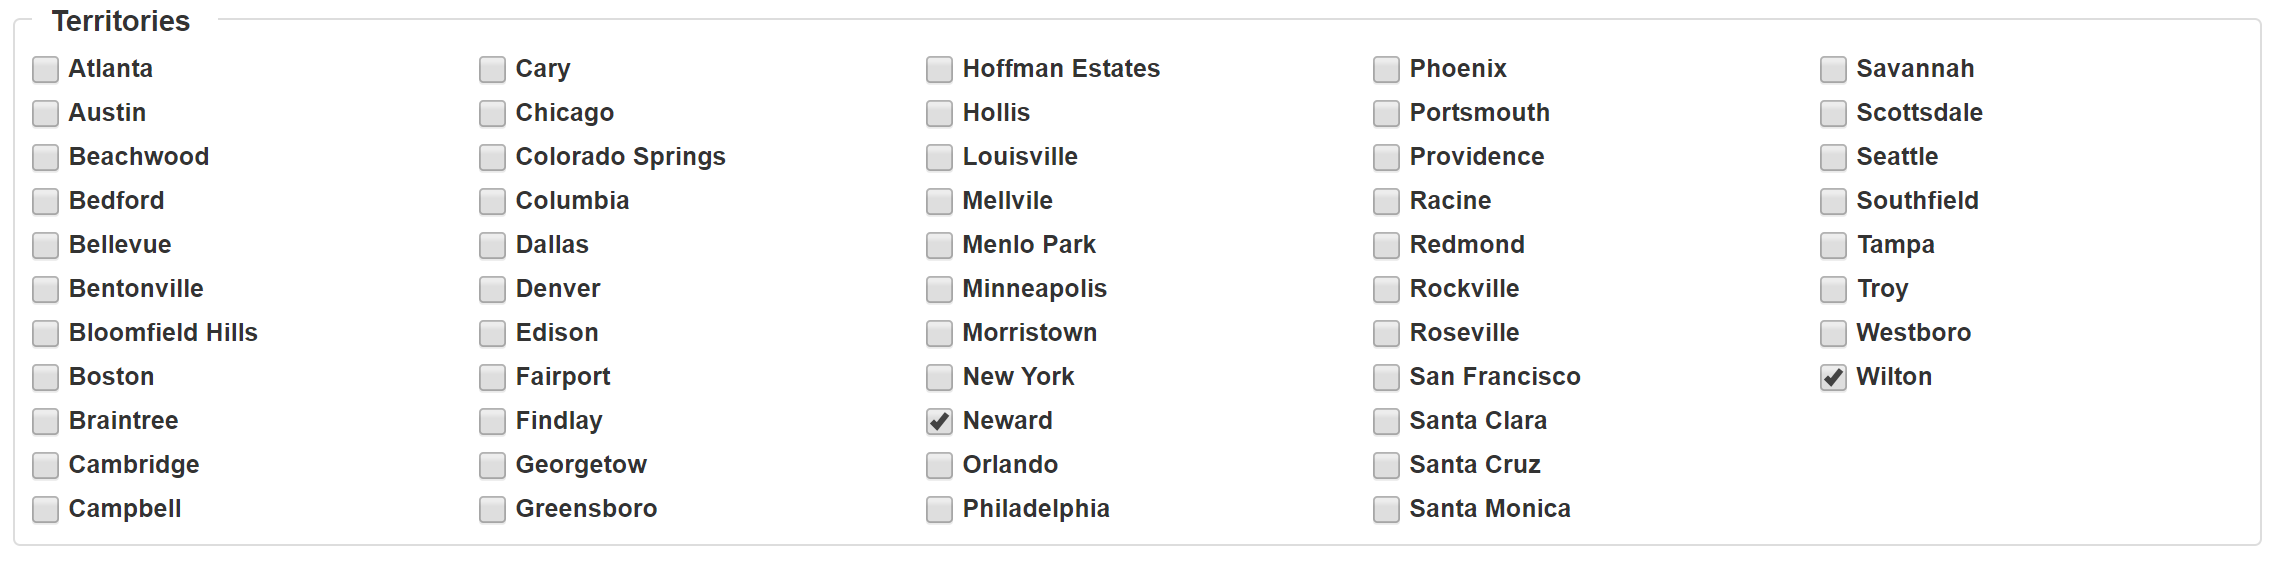 Territories
Atlanta
Austin
Beachwood
Bedford
Bellevue
Bentonville
Bloomfield Hills
Boston
Braintree
Cambridge
Campbell
Cary
Chicago
Colorado Springs
Columbia
Dallas
Denver
Edison
Fairport
Findlay
Georgetow
Greensboro
Hoffman Estates
Hollis
Louisville
Mellvile
Menlo Park
Minneapolis
Morristown
New York
Neward
Orlando
Philadelphia
Phoenix
Portsmouth
Providence
Racine
Redmond
Rockville
Roseville
San Francisco
Santa Clara
Santa Cruz
Santa Monica
Savannah
Scottsdale
Seattle
Southfield
Tampa
Troy
Westboro
Wilton